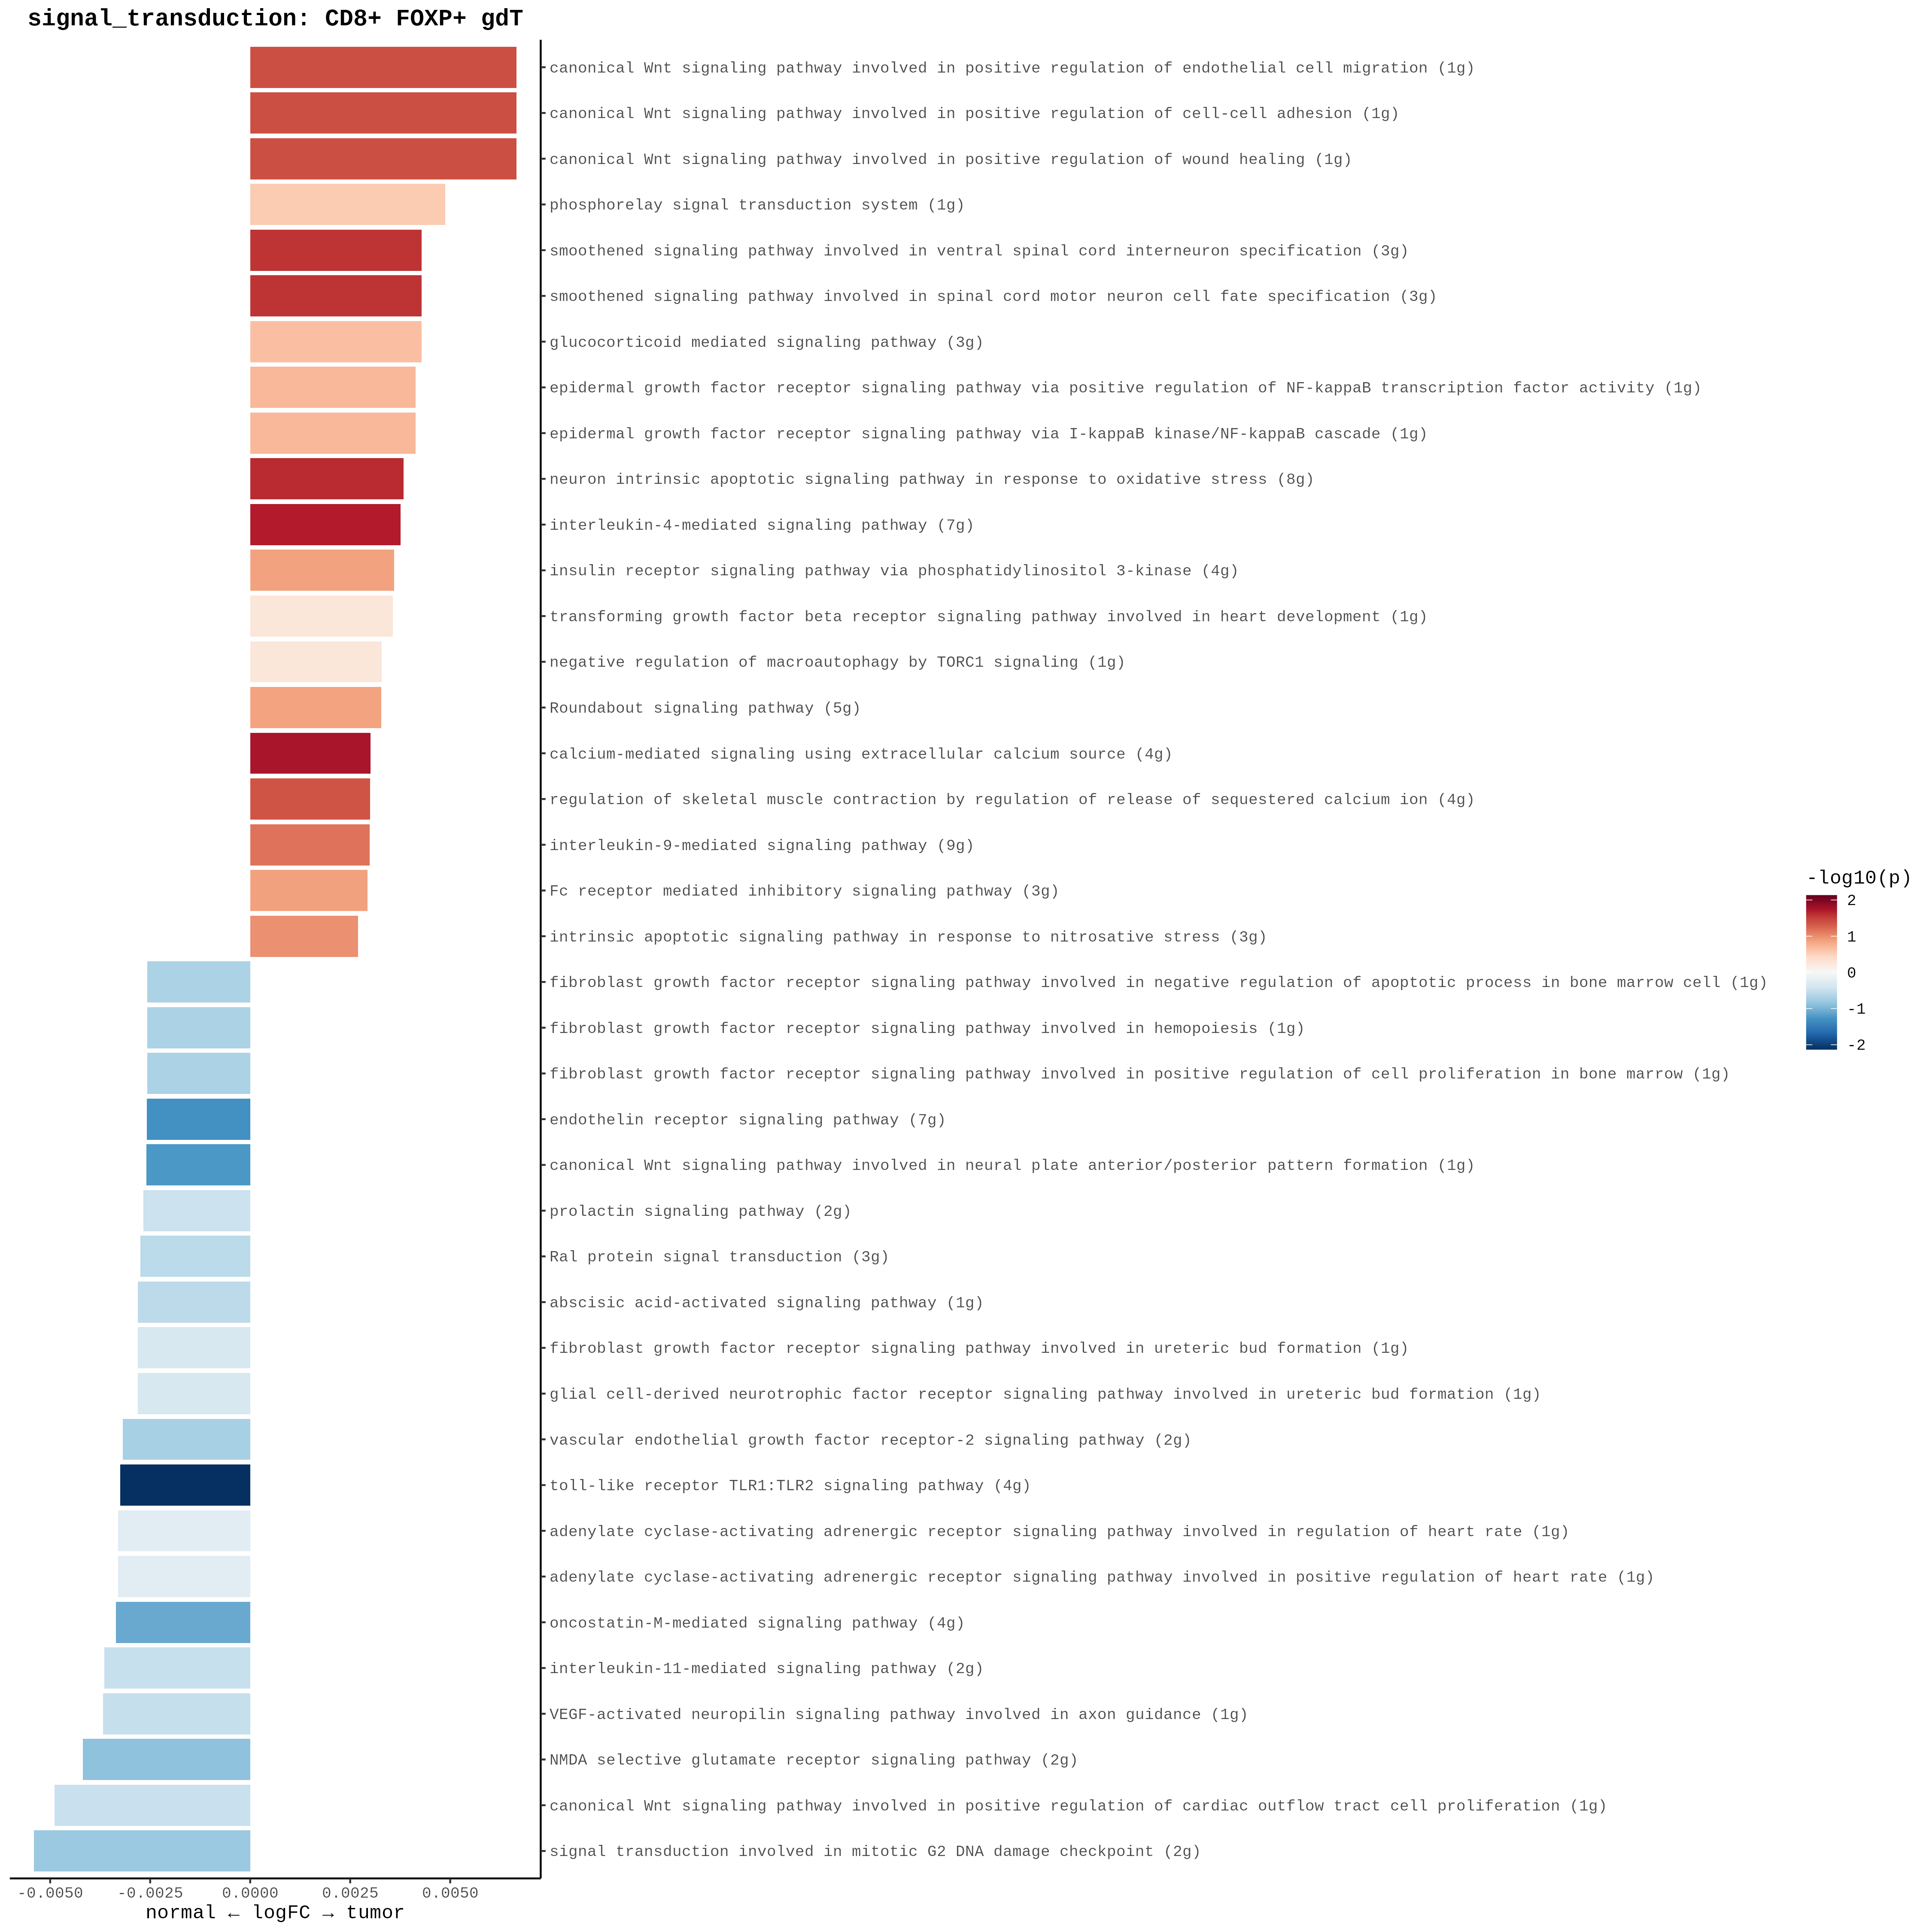 signal_transduction: CD8+ FOXP+ gdT
canonical Wnt signaling pathway involved in positive regulation of endothelial cell migration (1g)
canonical Wnt signaling pathway involved in positive regulation of cell-cell adhesion (1g)
canonical Wnt signaling pathway involved in positive regulation of wound healing (1g)
phosphorelay signal transduction system (1g)
smoothened signaling pathway involved in ventral spinal cord interneuron specification (3g)
smoothened signaling pathway involved in spinal cord motor neuron cell fate specification (3g)
glucocorticoid mediated signaling pathway (3g)
epidermal growth factor receptor signaling pathway via positive regulation of NF-kappaB transcription factor activity (1g)
epidermal growth factor receptor signaling pathway via I-kappaB kinase/NF-kappaB cascade (1g)
neuron intrinsic apoptotic signaling pathway in response to oxidative stress (8g)
interleukin-4-mediated signaling pathway (7g)
insulin receptor signaling pathway via phosphatidylinositol 3-kinase (4g)
transforming growth factor beta receptor signaling pathway involved in heart development (1g)
negative regulation of macroautophagy by TORC1 signaling (1g)
Roundabout signaling pathway (5g)
calcium-mediated signaling using extracellular calcium source (4g)
regulation of skeletal muscle contraction by regulation of release of sequestered calcium ion (4g)
interleukin-9-mediated signaling pathway (9g)
Fc receptor mediated inhibitory signaling pathway (3g)
intrinsic apoptotic signaling pathway in response to nitrosative stress (3g)
fibroblast growth factor receptor signaling pathway involved in negative regulation of apoptotic process in bone marrow cell (1g)
fibroblast growth factor receptor signaling pathway involved in hemopoiesis (1g)
fibroblast growth factor receptor signaling pathway involved in positive regulation of cell proliferation in bone marrow (1g)
endothelin receptor signaling pathway (7g)
canonical Wnt signaling pathway involved in neural plate anterior/posterior pattern formation (1g)
prolactin signaling pathway (2g)
Ral protein signal transduction (3g)
abscisic acid-activated signaling pathway (1g)
fibroblast growth factor receptor signaling pathway involved in ureteric bud formation (1g)
glial cell-derived neurotrophic factor receptor signaling pathway involved in ureteric bud formation (1g)
vascular endothelial growth factor receptor-2 signaling pathway (2g)
toll-like receptor TLR1:TLR2 signaling pathway (4g)
adenylate cyclase-activating adrenergic receptor signaling pathway involved in regulation of heart rate (1g)
adenylate cyclase-activating adrenergic receptor signaling pathway involved in positive regulation of heart rate (1g)
oncostatin-M-mediated signaling pathway (4g)
interleukin-11-mediated signaling pathway (2g)
VEGF-activated neuropilin signaling pathway involved in axon guidance (1g)
NMDA selective glutamate receptor signaling pathway (2g)
canonical Wnt signaling pathway involved in positive regulation of cardiac outflow tract cell proliferation (1g)
signal transduction involved in mitotic G2 DNA damage checkpoint (2g)
-0.0050 -0.0025 0.0000 0.0025 0.0050
normal ← logFC → tumor
-log10(p)
2
1
0
-1
-2